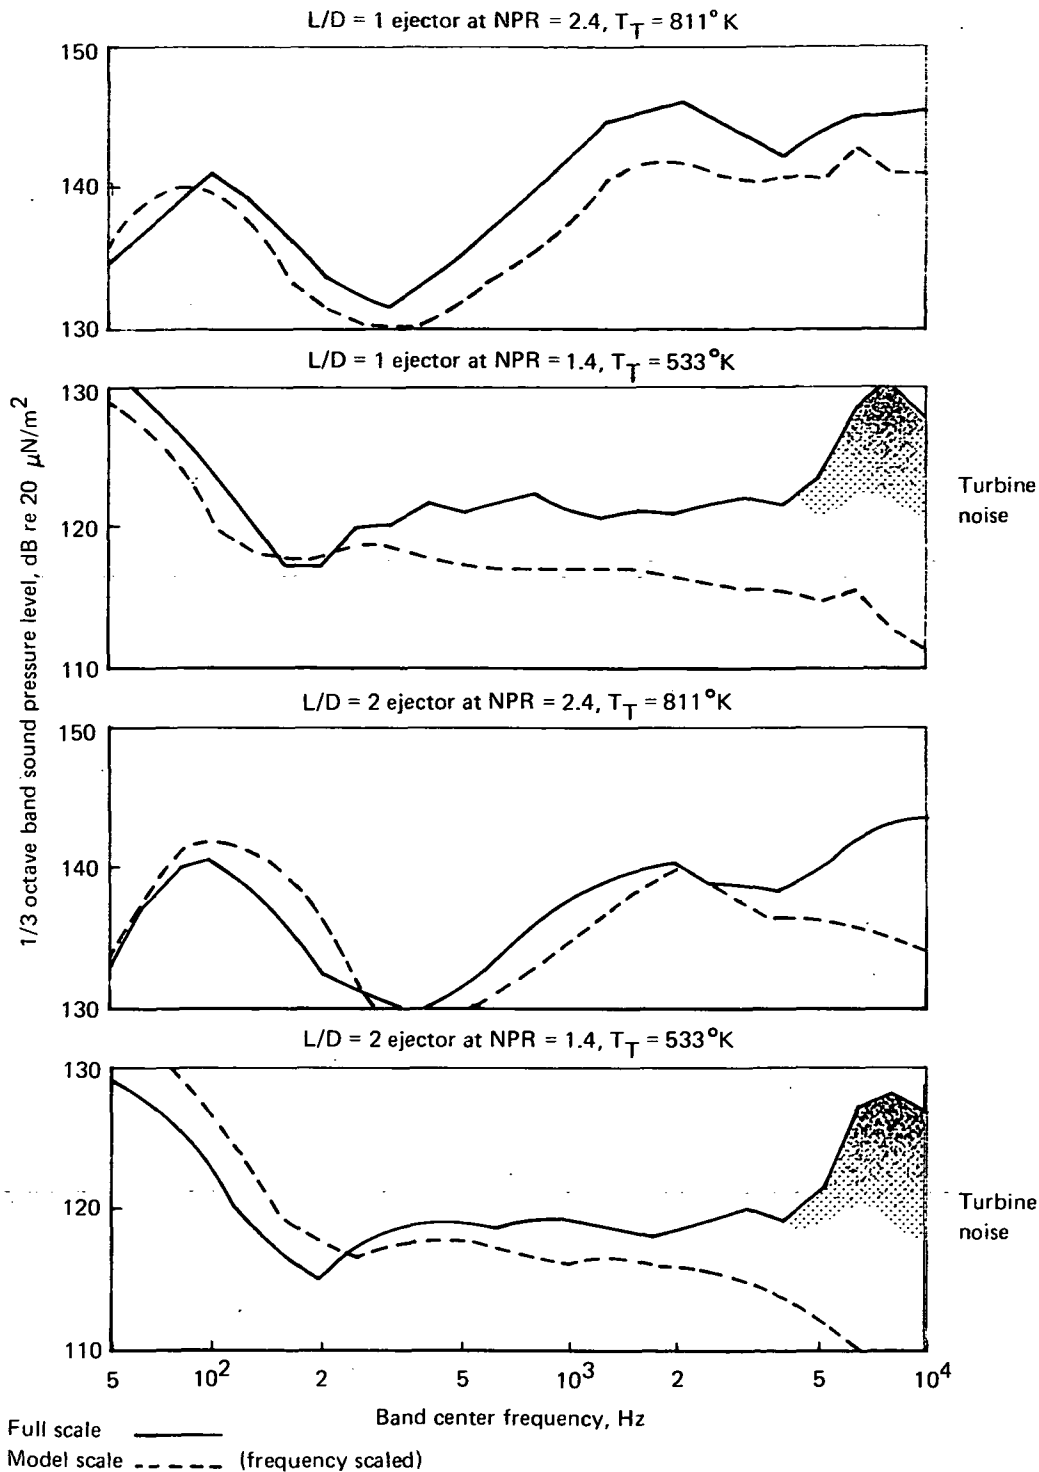 L/D = 1 ejector at NPR = 2.4, T_T = 811°K
150
140
130
L/D = 1 ejector at NPR = 1.4, T_T = 533°K
130
120
110
Turbine
noise
1/3 octave band sound pressure level, dB re 20 μN/m²
L/D = 2 ejector at NPR = 2.4, T_T = 811°K
150
140
130
L/D = 2 ejector at NPR = 1.4, T_T = 533°K
130
120
110
Turbine
noise
5 10² 2 5 10³ 2 5 10⁴
Band center frequency, Hz
Full scale
Model scale (frequency scaled)